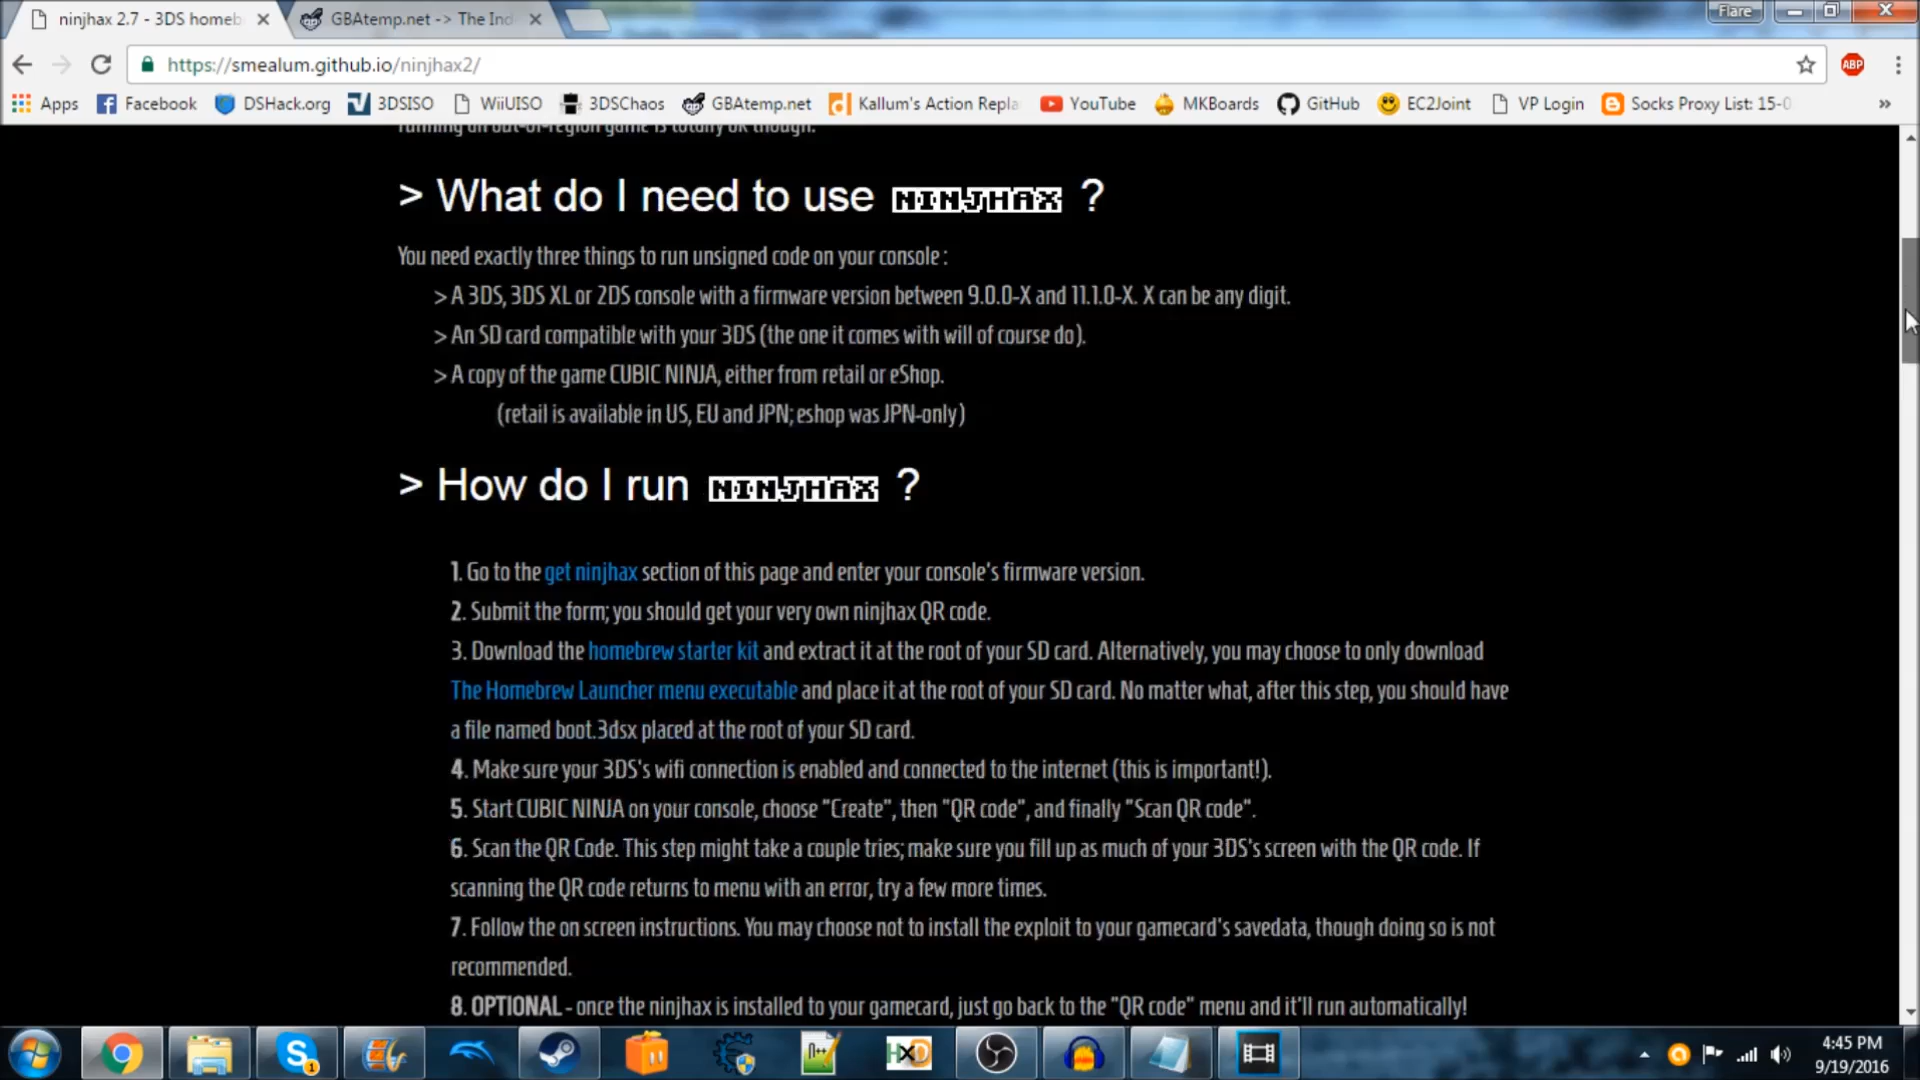 ninjhax 2.7 - 3DS homeb
GBAtemp.net -> The Ind
Flare
https://smealum.github.io/ninjhax2/
ABP
Apps
Facebook
DSHack.org
3DSISO
WiiUISO
3DSChaos
GBAtemp.net
Kallum's Action Repla
YouTube
MKBoards
GitHub
EC2Joint
VP Login
Socks Proxy List: 15-0
»
running an out-of-region game is totally ok though.
> What do I need to use NINJHAX ?
You need exactly three things to run unsigned code on your console :
> A 3DS, 3DS XL or 2DS console with a firmware version between 9.0.0-X and 11.1.0-X. X can be any digit.
> An SD card compatible with your 3DS (the one it comes with will of course do).
> A copy of the game CUBIC NINJA, either from retail or eShop.
(retail is available in US, EU and JPN; eshop was JPN-only)
> How do I run NINJHAX ?
1. Go to the get ninjhax section of this page and enter your console's firmware version.
2. Submit the form; you should get your very own ninjhax QR code.
3. Download the homebrew starter kit and extract it at the root of your SD card. Alternatively, you may choose to only download
The Homebrew Launcher menu executable and place it at the root of your SD card. No matter what, after this step, you should have
a file named boot.3dsx placed at the root of your SD card.
4. Make sure your 3DS's wifi connection is enabled and connected to the internet (this is important!).
5. Start CUBIC NINJA on your console, choose "Create", then "QR code", and finally "Scan QR code".
6. Scan the QR Code. This step might take a couple tries; make sure you fill up as much of your 3DS's screen with the QR code. If
scanning the QR code returns to menu with an error, try a few more times.
7. Follow the on screen instructions. You may choose not to install the exploit to your gamecard's savedata, though doing so is not
recommended.
8. OPTIONAL - once the ninjhax is installed to your gamecard, just go back to the "QR code" menu and it'll run automatically!
1
n++
HxD
4:45 PM
9/19/2016